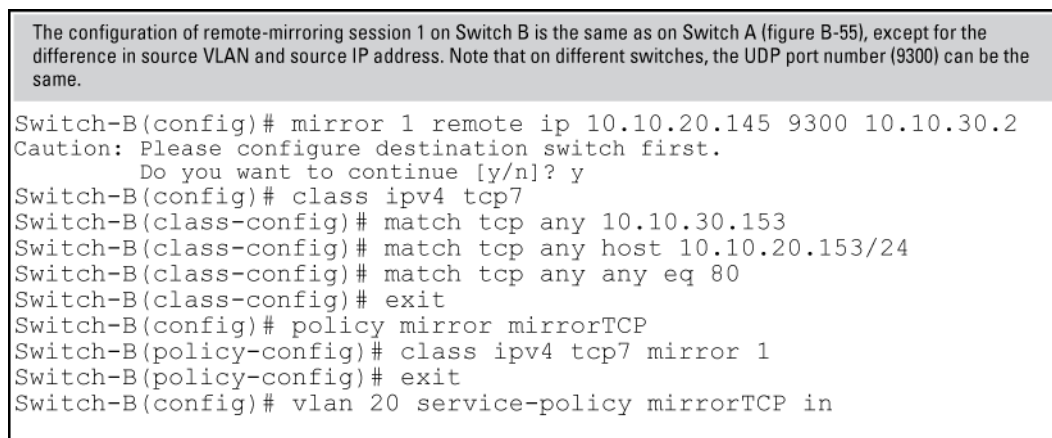 The configuration of remote-mirroring session 1 on Switch B is the same as on Switch A (figure B-55), except for the
difference in source VLAN and source IP address. Note that on different switches, the UDP port number (9300) can be the
same.
Switch-B(config)# mirror 1 remote ip 10.10.20.145 9300 10.10.30.2
Caution: Please configure destination switch first.
Do you want to continue [y/n]? y
Switch-B(config)# class ipv4 tcp7
Switch-B(class-config)# match tcp any 10.10.30.153
Switch-B(class-config)# match tcp any host 10.10.20.153/24
Switch-B(class-config)# match tcp any any eq 80
Switch-B(class-config)# exit
Switch-B(config)# policy mirror mirrorTCP
Switch-B(policy-config)# class ipv4 tcp7 mirror 1
Switch-B(policy-config)# exit
Switch-B(config)# vlan 20 service-policy mirrorTCP in